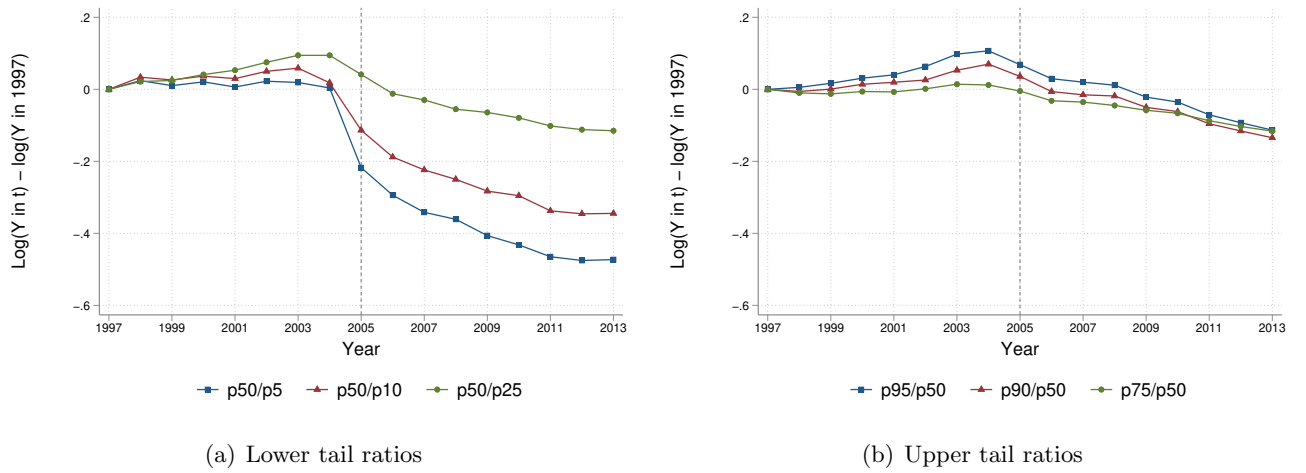 Log(Y in t) − log(Y in 1997)
.2
0
-.2
-.4
-.6
1997 1999 2001 2003 2005 2007 2009 2011 2013
Year
p50/p5 p50/p10 p50/p25
(a) Lower tail ratios
Log(Y in t) − log(Y in 1997)
.2
0
-.2
-.4
-.6
1997 1999 2001 2003 2005 2007 2009 2011 2013
Year
p95/p50 p90/p50 p75/p50
(b) Upper tail ratios